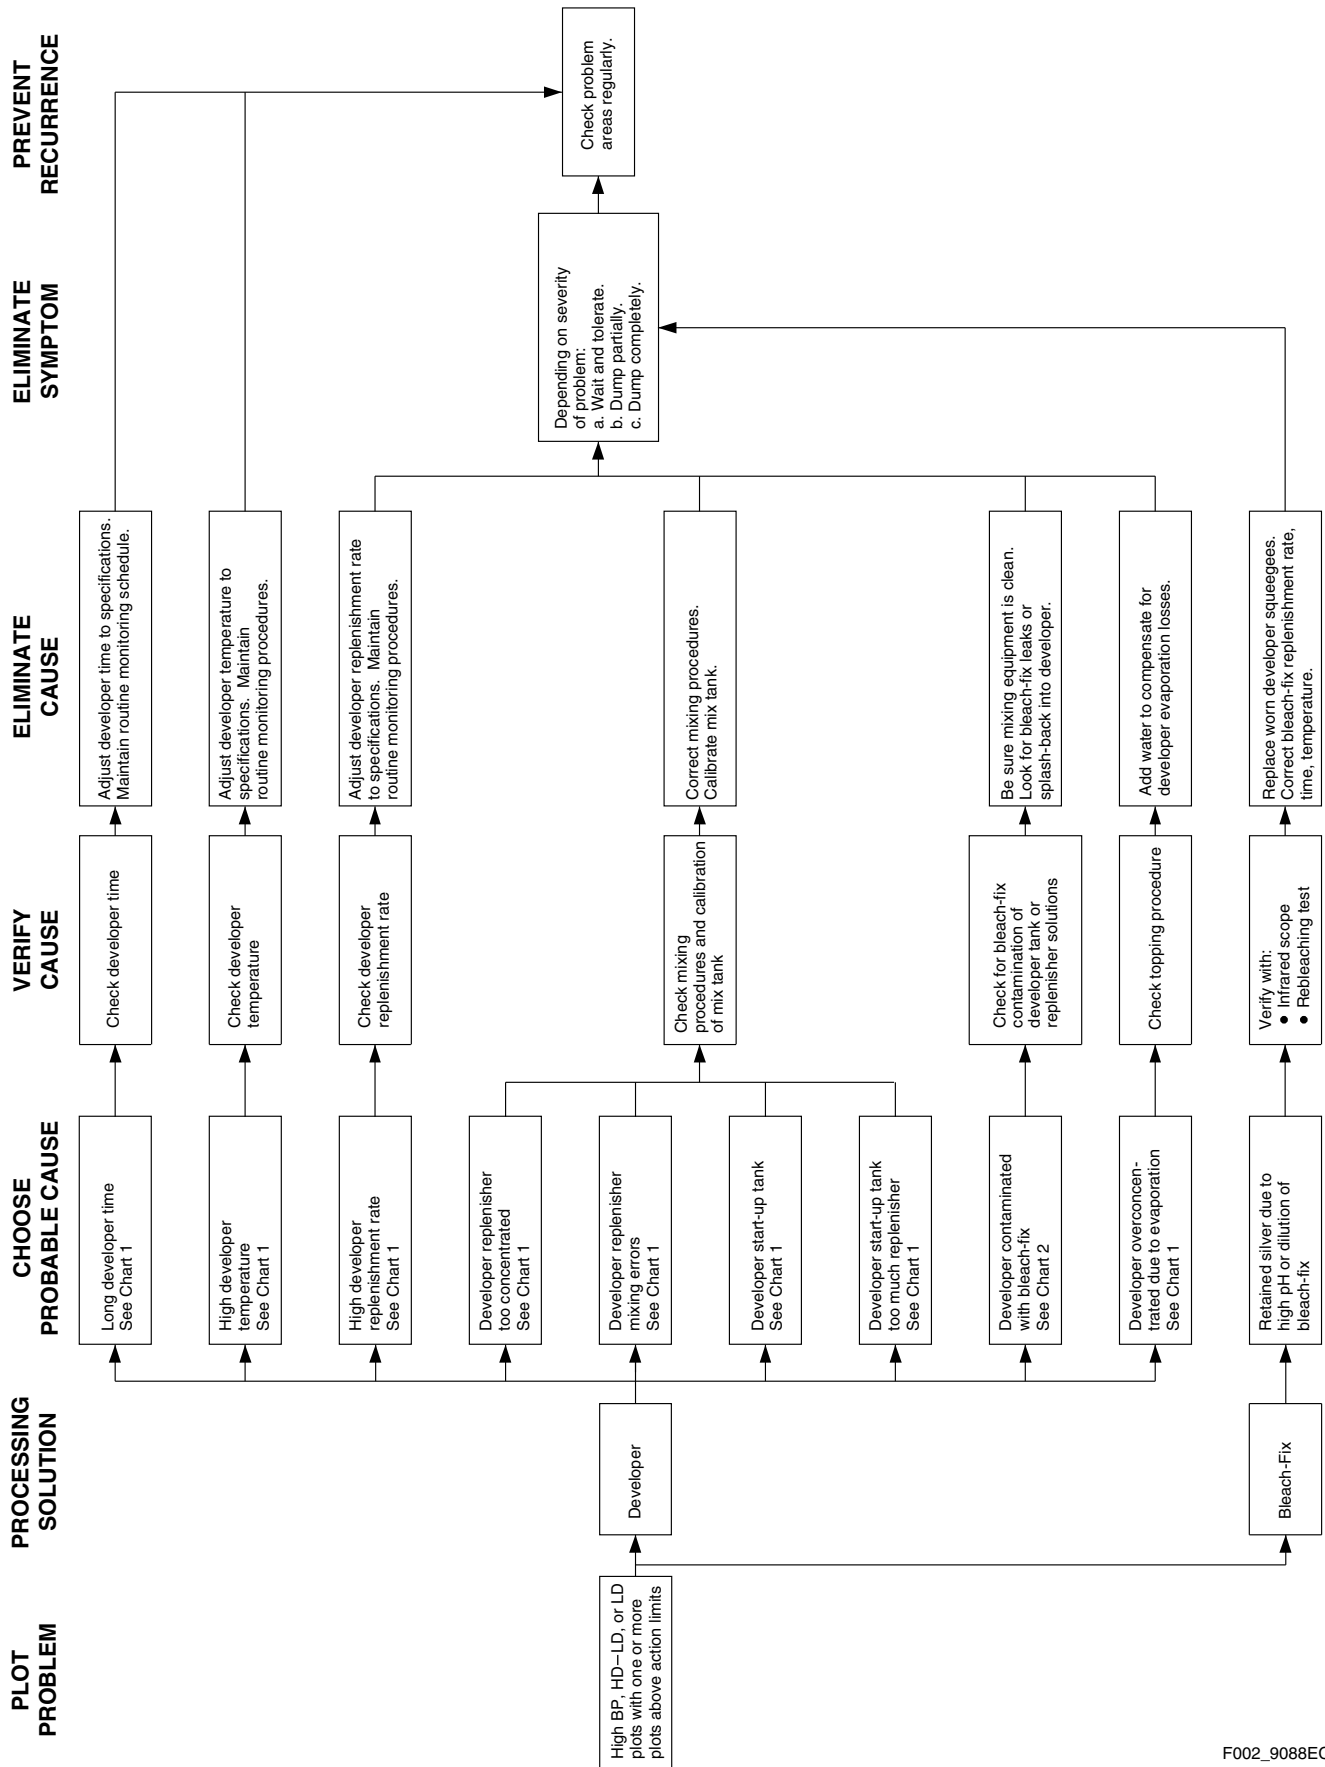 PLOT
PROBLEM
PROCESSING
SOLUTION
CHOOSE
PROBABLE CAUSE
VERIFY
CAUSE
ELIMINATE
CAUSE
ELIMINATE
SYMPTOM
PREVENT
RECURRENCE
High BP, HD–LD, or LD
plots with one or more
plots above action limits
Developer
Bleach-Fix
Long developer time
See Chart 1
High developer
temperature
See Chart 1
High developer
replenishment rate
See Chart 1
Developer replenisher
too concentrated
See Chart 1
Developer replenisher
mixing errors
See Chart 1
Developer start-up tank
See Chart 1
Developer start-up tank
too much replenisher
See Chart 1
Developer contaminated
with bleach-fix
See Chart 2
Developer overconcen-
trated due to evaporation
See Chart 1
Retained silver due to
high pH or dilution of
bleach-fix
Check developer time
Check developer
temperature
Check developer
replenishment rate
Check mixing
procedures and calibration
of mix tank
Check for bleach-fix
contamination of
developer tank or
replenisher solutions
Check topping procedure
Verify with:
● Infrared scope
● Rebleaching test
Adjust developer time to specifications.
Maintain routine monitoring schedule.
Adjust developer temperature to
specifications. Maintain
routine monitoring procedures.
Adjust developer replenishment rate
to specifications. Maintain
routine monitoring procedures.
Correct mixing procedures.
Calibrate mix tank.
Be sure mixing equipment is clean.
Look for bleach-fix leaks or
splash-back into developer.
Add water to compensate for
developer evaporation losses.
Replace worn developer squeegees.
Correct bleach-fix replenishment rate,
time, temperature.
Depending on severity
of problem:
a. Wait and tolerate.
b. Dump partially.
c. Dump completely.
Check problem
areas regularly.